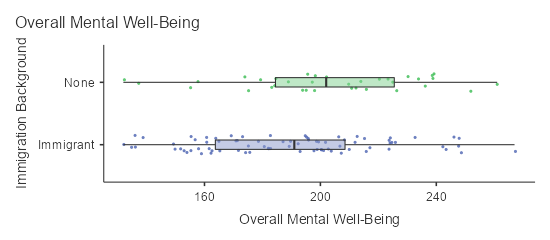 Overall Mental Well-Being
Immigration Background
None
Immigrant
160
200
240
Overall Mental Well-Being